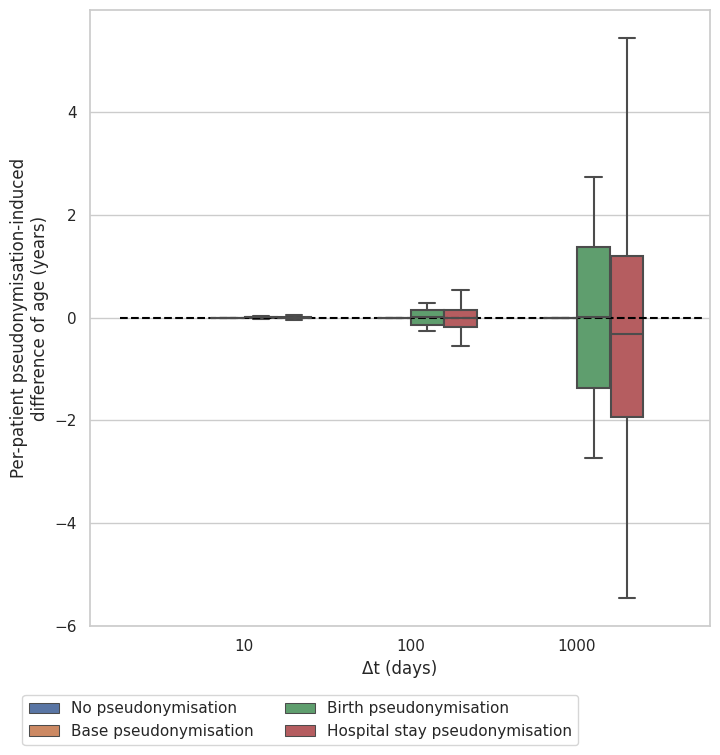 Per-patient pseudonymisation-induced
difference of age (years)
4
2
0
−2
−4
−6
10
100
1000
Δt (days)
No pseudonymisation
Base pseudonymisation
Birth pseudonymisation
Hospital stay pseudonymisation